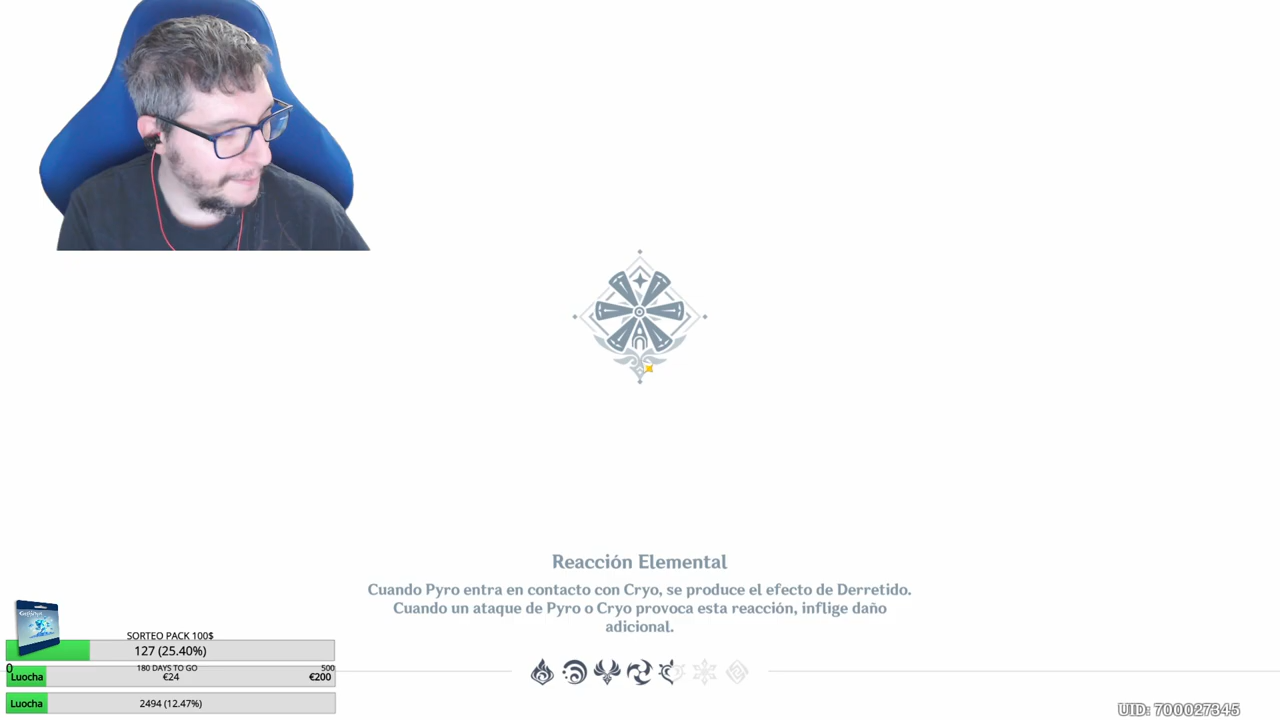 Reacción Elemental
Cuando Pyro entra en contacto con Cryo, se produce el efecto de Derretido.
Cuando un ataque de Pyro o Cryo provoca esta reacción, inflige daño
adicional.
SORTEO PACK 100$
127 (25.40%)
0 180 DAYS TO GO 500
Luocha €24 €200
Luocha 2494 (12.47%)
UID: 700027345